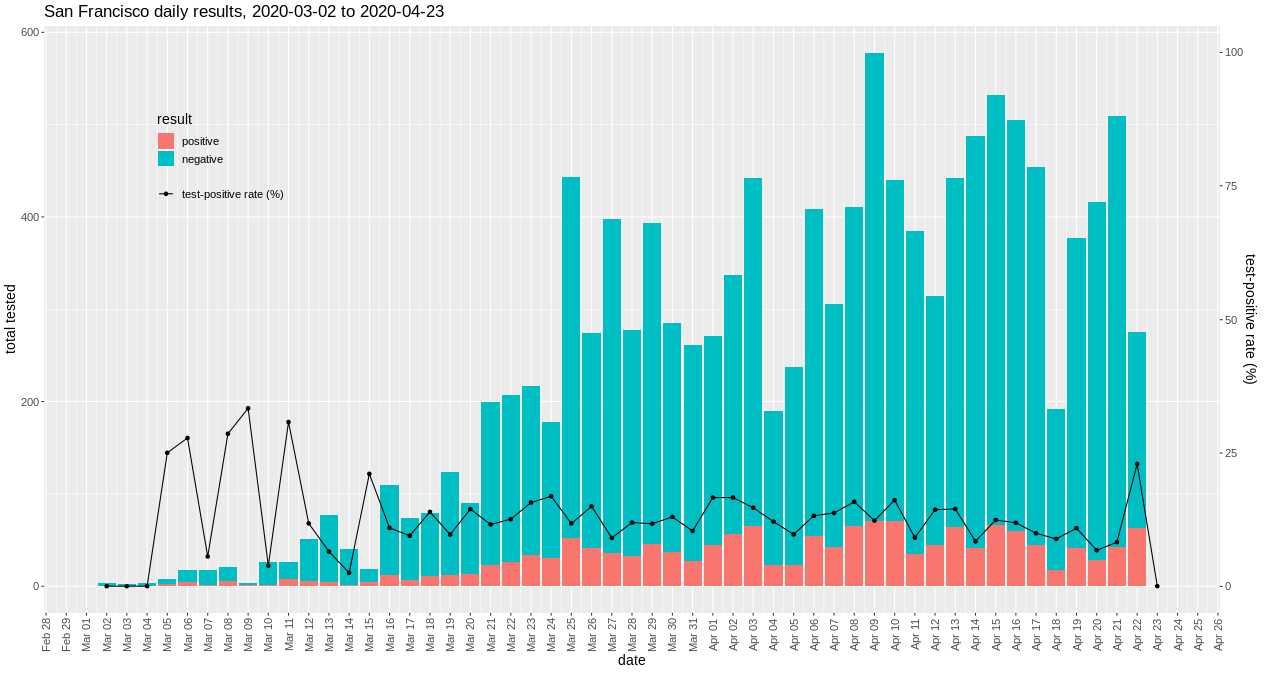 San Francisco daily results, 2020-03-02 to 2020-04-23
600
400
200
0
total tested
result
positive
negative
test-positive rate (%)
100
75
50
25
0
test-positive rate (%)
Feb 28
Feb 29
Mar 01
Mar 02
Mar 03
Mar 04
Mar 05
Mar 06
Mar 07
Mar 08
Mar 09
Mar 10
Mar 11
Mar 12
Mar 13
Mar 14
Mar 15
Mar 16
Mar 17
Mar 18
Mar 19
Mar 20
Mar 21
Mar 22
Mar 23
Mar 24
Mar 25
Mar 26
Mar 27
Mar 28
Mar 29
Mar 30
Mar 31
Apr 01
Apr 02
Apr 03
Apr 04
Apr 05
Apr 06
Apr 07
Apr 08
Apr 09
Apr 10
Apr 11
Apr 12
Apr 13
Apr 14
Apr 15
Apr 16
Apr 17
Apr 18
Apr 19
Apr 20
Apr 21
Apr 22
Apr 23
Apr 24
Apr 25
Apr 26
date